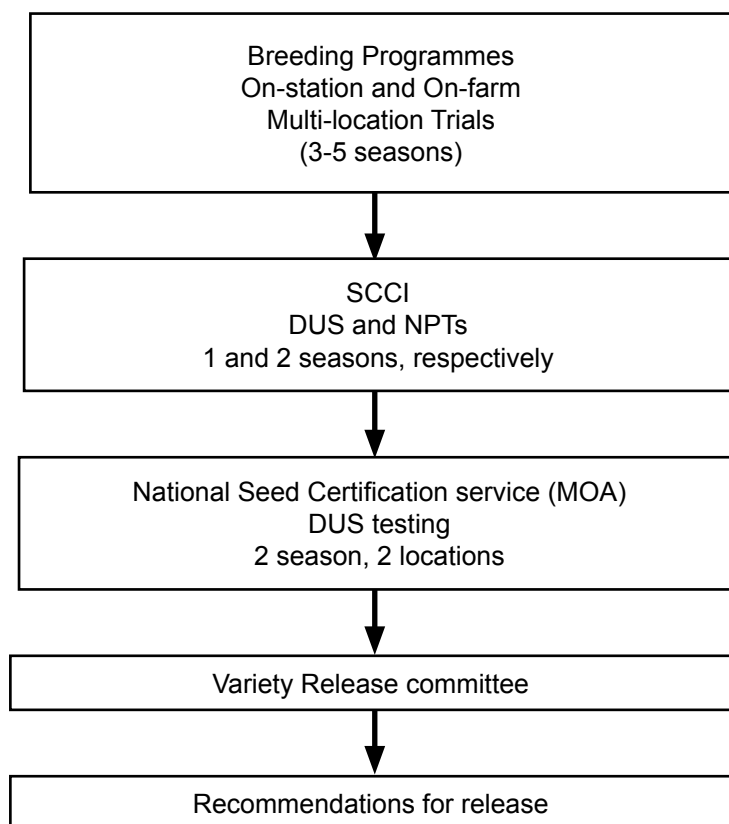 Breeding Programmes
On-station and On-farm
Multi-location Trials
(3-5 seasons)
SCCI
DUS and NPTs
1 and 2 seasons, respectively
National Seed Certification service (MOA)
DUS testing
2 season, 2 locations
Variety Release committee
Recommendations for release